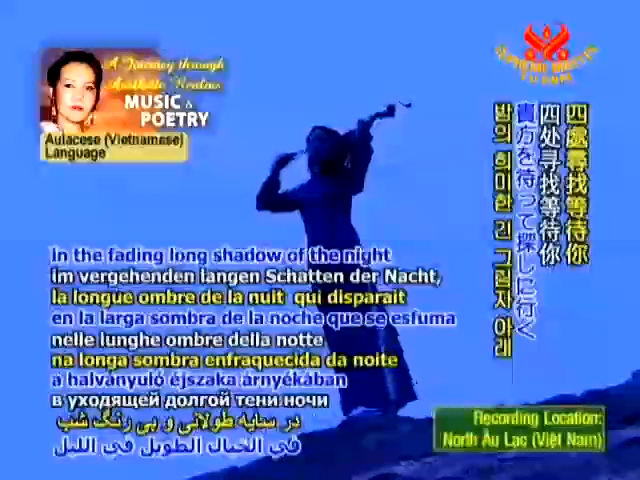 A Journey through
Aesthetic Realms
MUSIC &
POETRY
Aulacese (Vietnamese)
Language
SUPREME MASTER
TELEVISION
四處尋找等待你
四处寻找等待你
貴方を待って探しに行く
밤의 희미한 긴 그림자 아래
In the fading long shadow of the night
im vergehenden langen Schatten der Nacht,
la longue ombre de la nuit qui disparait
en la larga sombra de la noche que se esfuma
nelle lunghe ombre della notte
na longa sombra enfraquecida da noite
a halványuló éjszaka árnyékában
в уходящей долгой тени ночи
در سایه طولانی و بی رنگ شب
في الخيال الطويل في الليل
Recording Location:
North Âu Lạc (Việt Nam)